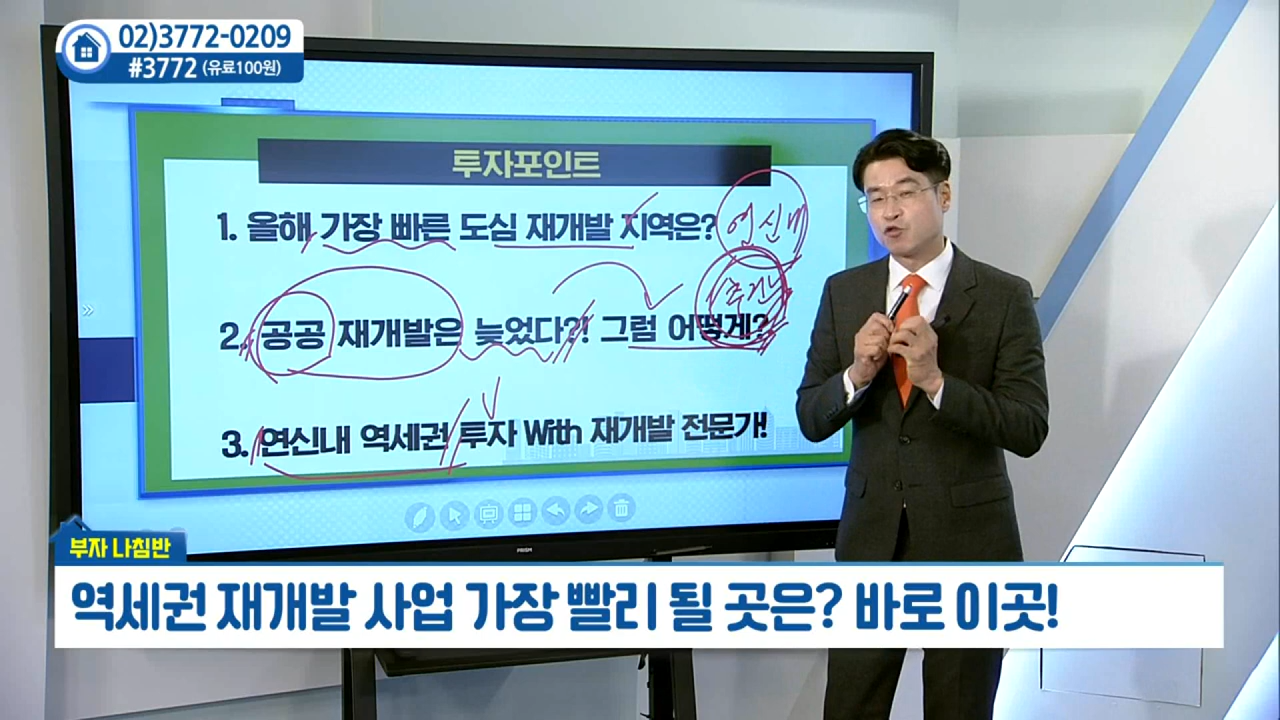 02)3772-0209
#3772 (유료100원)
투자포인트
1. 올해 가장 빠른 도심 재개발 지역은? 연신내
2. 공공 재개발은 늦었다?! 그럼 어떻게?
3. 연신내 역세권 투자 With 재개발 전문가!
PRISM
부자 나침반
역세권 재개발 사업 가장 빨리 될 곳은? 바로 이곳!